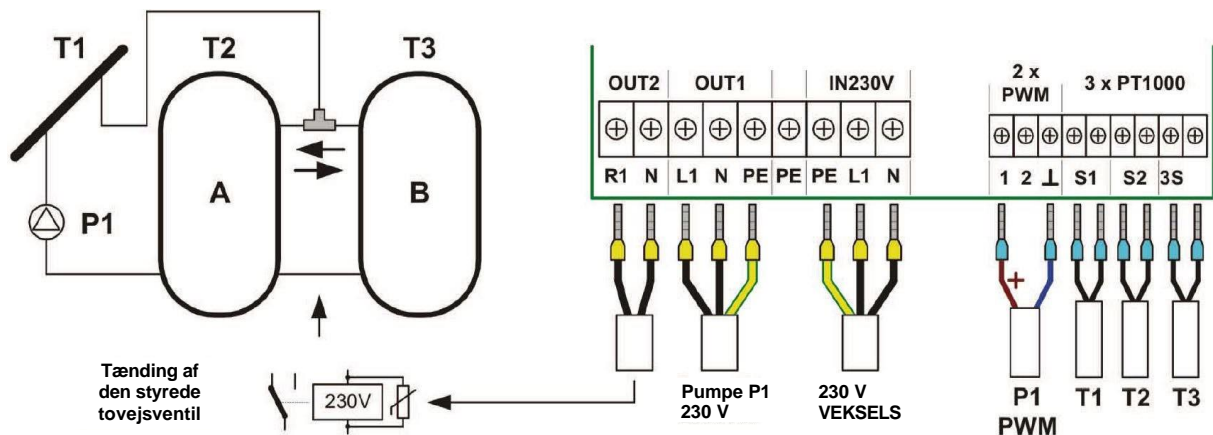 T1 T2 T3
A B
P1
Tænding af
den styrede
tovejsventil
230V
OUT2 OUT1 IN230V
R1 N L1 N PE PE PE L1 N
Pumpe P1
230 V
230 V
VEKSELS
2 x
PWM
3 x PT1000
1 2 ⊥ S1 S2 3S
+
P1
PWM
T1 T2 T3